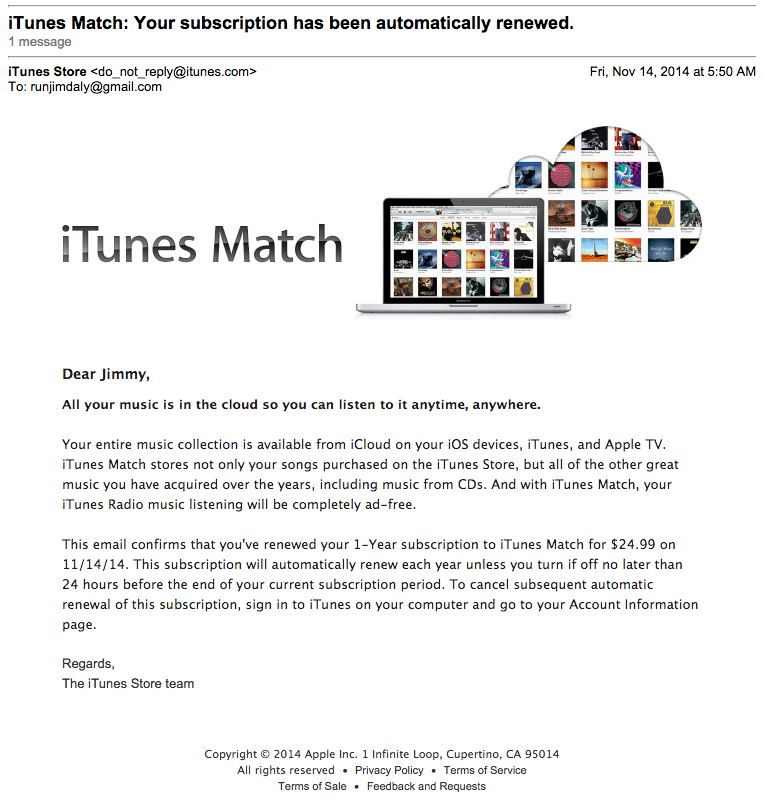 iTunes Match: Your subscription has been automatically renewed.
1 message
iTunes Store <do_not_reply@itunes.com> Fri, Nov 14, 2014 at 5:50 AM
To: runjimdaly@gmail.com
iTunes Match
Dear Jimmy,
All your music is in the cloud so you can listen to it anytime, anywhere.
Your entire music collection is available from iCloud on your iOS devices, iTunes, and Apple TV.
iTunes Match stores not only your songs purchased on the iTunes Store, but all of the other great
music you have acquired over the years, including music from CDs. And with iTunes Match, your
iTunes Radio music listening will be completely ad-free.
This email confirms that you've renewed your 1-Year subscription to iTunes Match for $24.99 on
11/14/14. This subscription will automatically renew each year unless you turn if off no later than
24 hours before the end of your current subscription period. To cancel subsequent automatic
renewal of this subscription, sign in to iTunes on your computer and go to your Account Information
page.
Regards,
The iTunes Store team
Copyright © 2014 Apple Inc. 1 Infinite Loop, Cupertino, CA 95014
All rights reserved • Privacy Policy • Terms of Service
Terms of Sale • Feedback and Requests